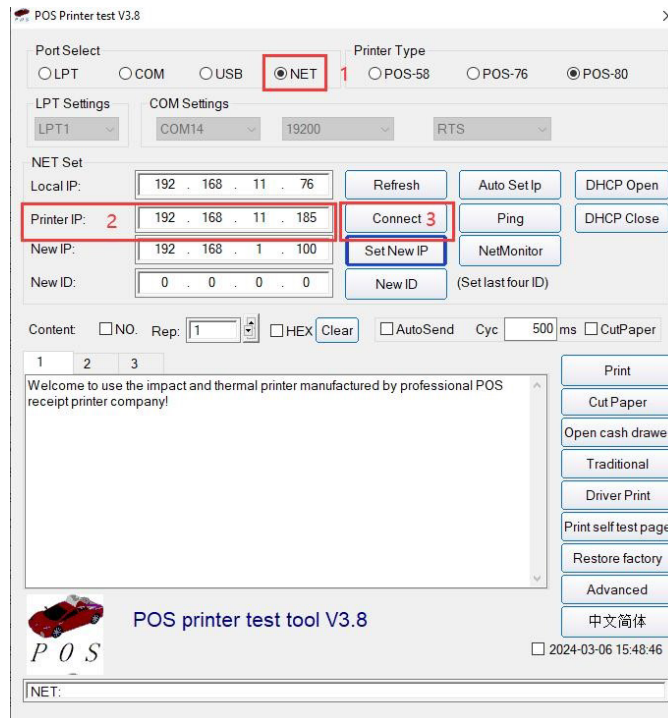 POS Printer test V3.8
Port Select
Printer Type
LPT COM USB NET 1 POS-58 POS-76 POS-80
LPT Settings COM Settings
LPT1 COM14 19200 RTS
NET Set
Local IP: 192 . 168 . 11 . 76 Refresh Auto Set Ip DHCP Open
Printer IP: 2 192 . 168 . 11 . 185 Connect 3 Ping DHCP Close
New IP: 192 . 168 . 1 . 100 Set New IP NetMonitor
New ID: 0 . 0 . 0 . 0 New ID (Set last four ID)
Content: NO. Rep: 1 HEX Clear AutoSend Cyc 500 ms CutPaper
1 2 3
Welcome to use the impact and thermal printer manufactured by professional POS
receipt printer company!
Print
Cut Paper
Open cash drawe
Traditional
Driver Print
Print self test page
Restore factory
Advanced
中文简体
POS printer test tool V3.8
POS
2024-03-06 15:48:46
NET: